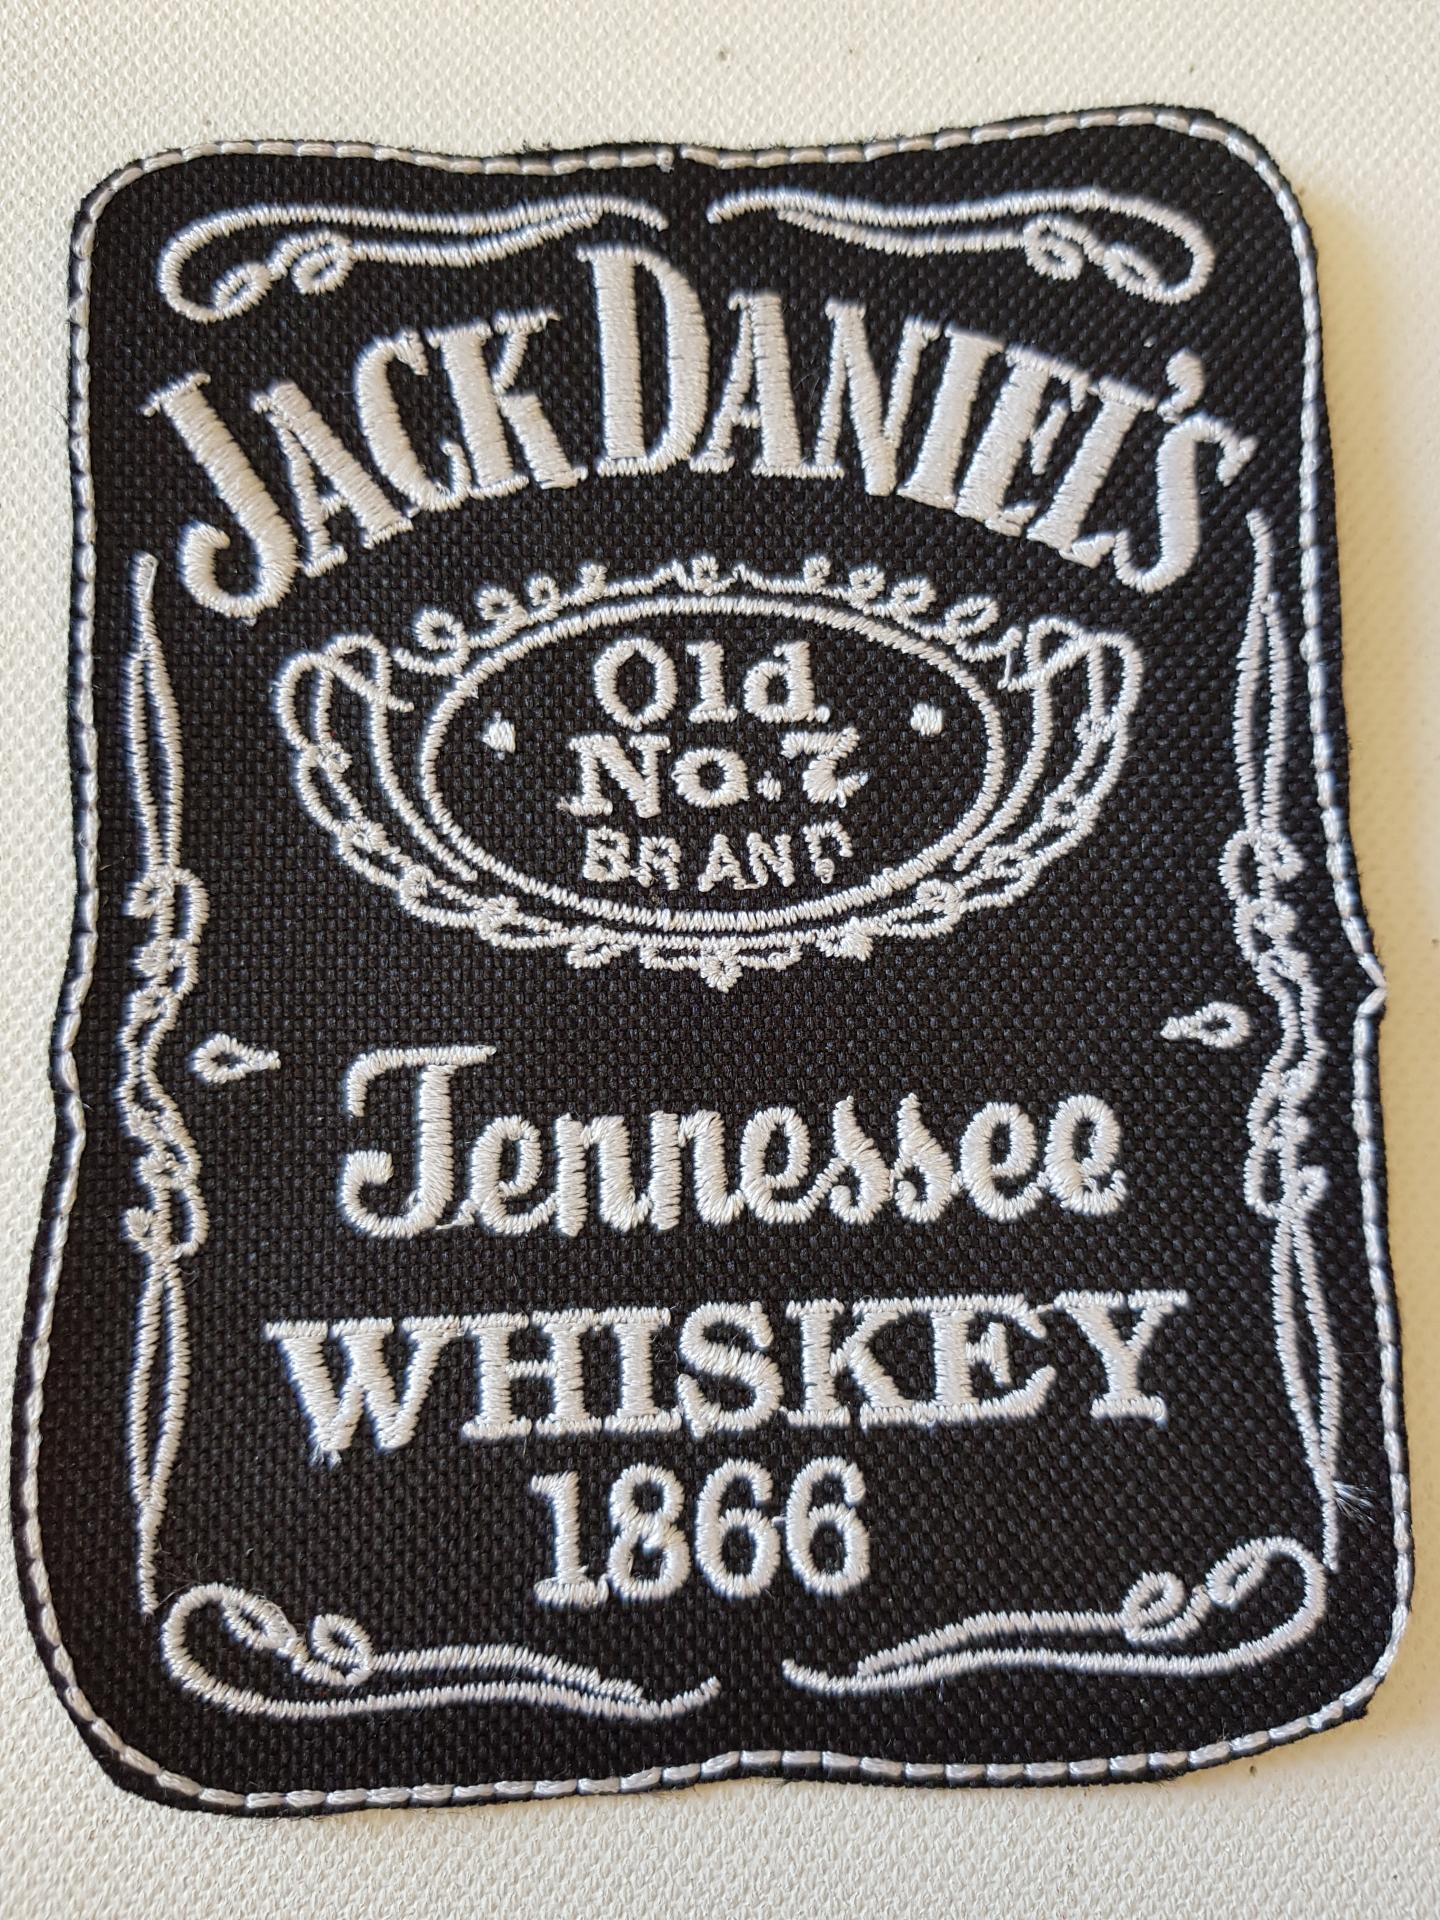 JACK DANIEL'S
Old
No.7
BRAND
Tennessee
WHISKEY
1866